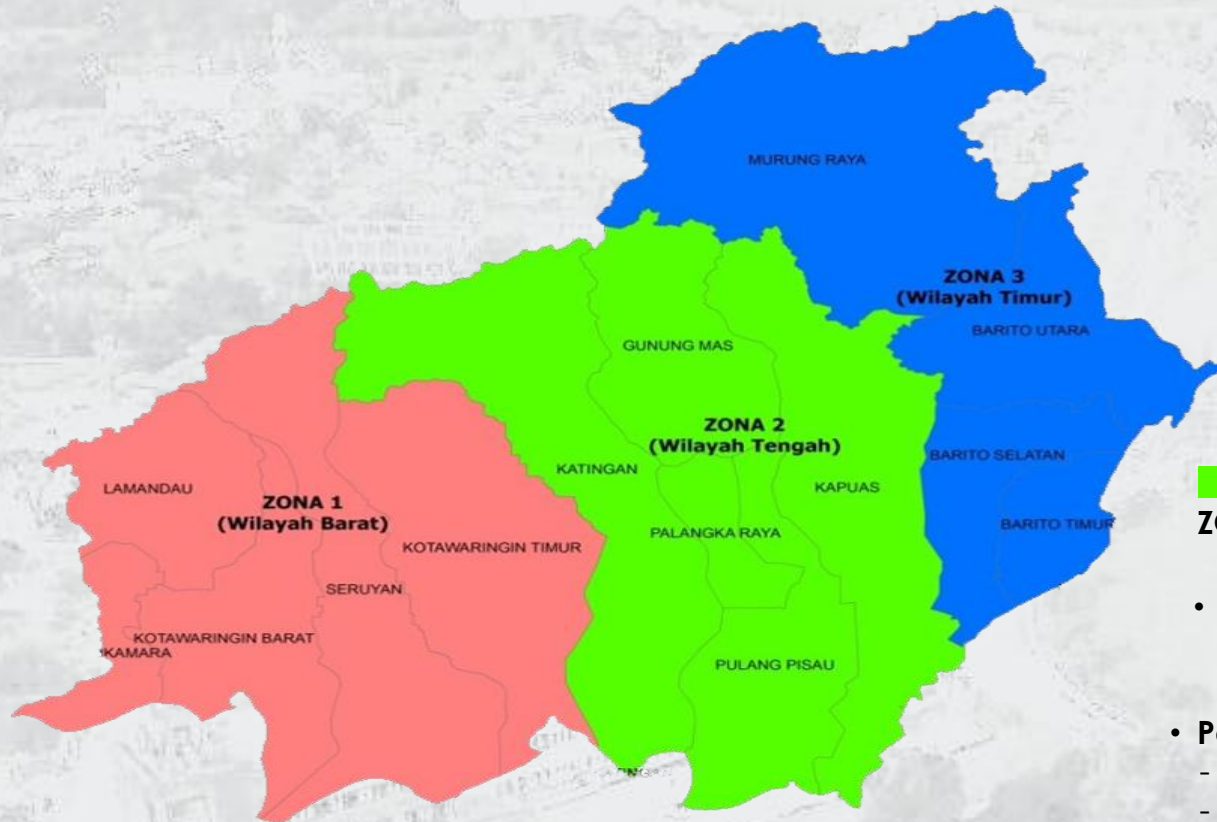 MURUNG RAYA
ZONA 3
(Wilayah Timur)
BARITO UTARA
GUNUNG MAS
ZONA 2
(Wilayah Tengah)
KATINGAN
BARITO SELATAN
KAPUAS
LAMANDAU
ZONA 1
(Wilayah Barat)
BARITO TIMUR
PALANGKA RAYA
KOTAWARINGIN TIMUR
SERUYAN
KOTAWARINGIN BARAT
KAMARA
PULANG PISAU